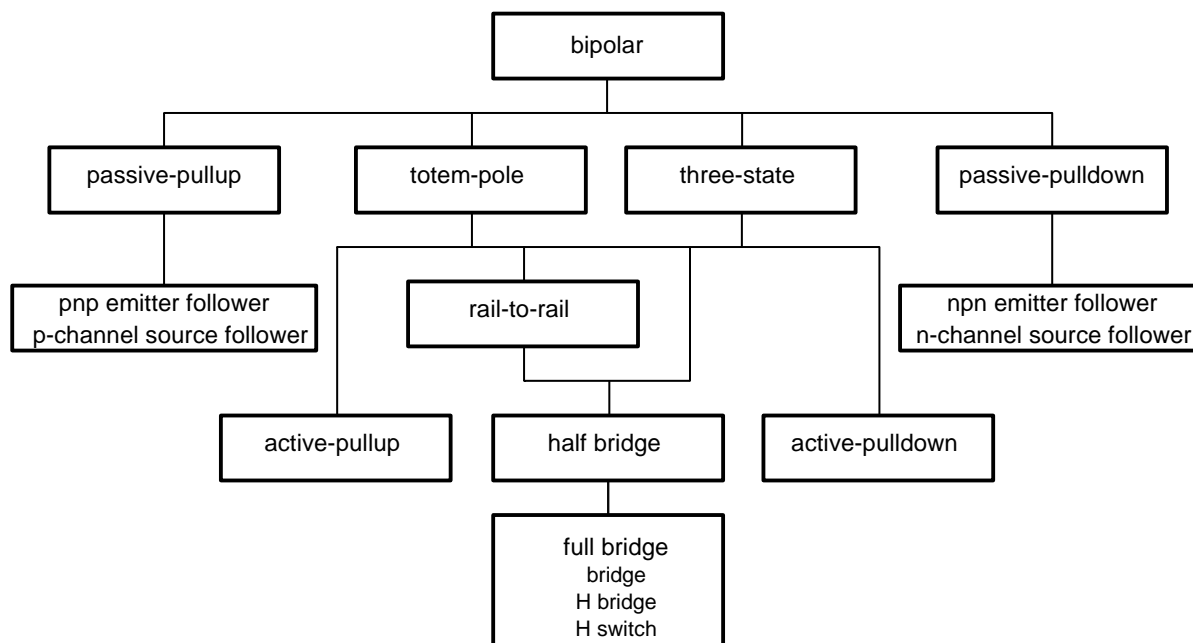 bipolar
passive-pullup
totem-pole
three-state
passive-pulldown
pnp emitter follower
p-channel source follower
rail-to-rail
npn emitter follower
n-channel source follower
active-pullup
half bridge
active-pulldown
full bridge
bridge
H bridge
H switch